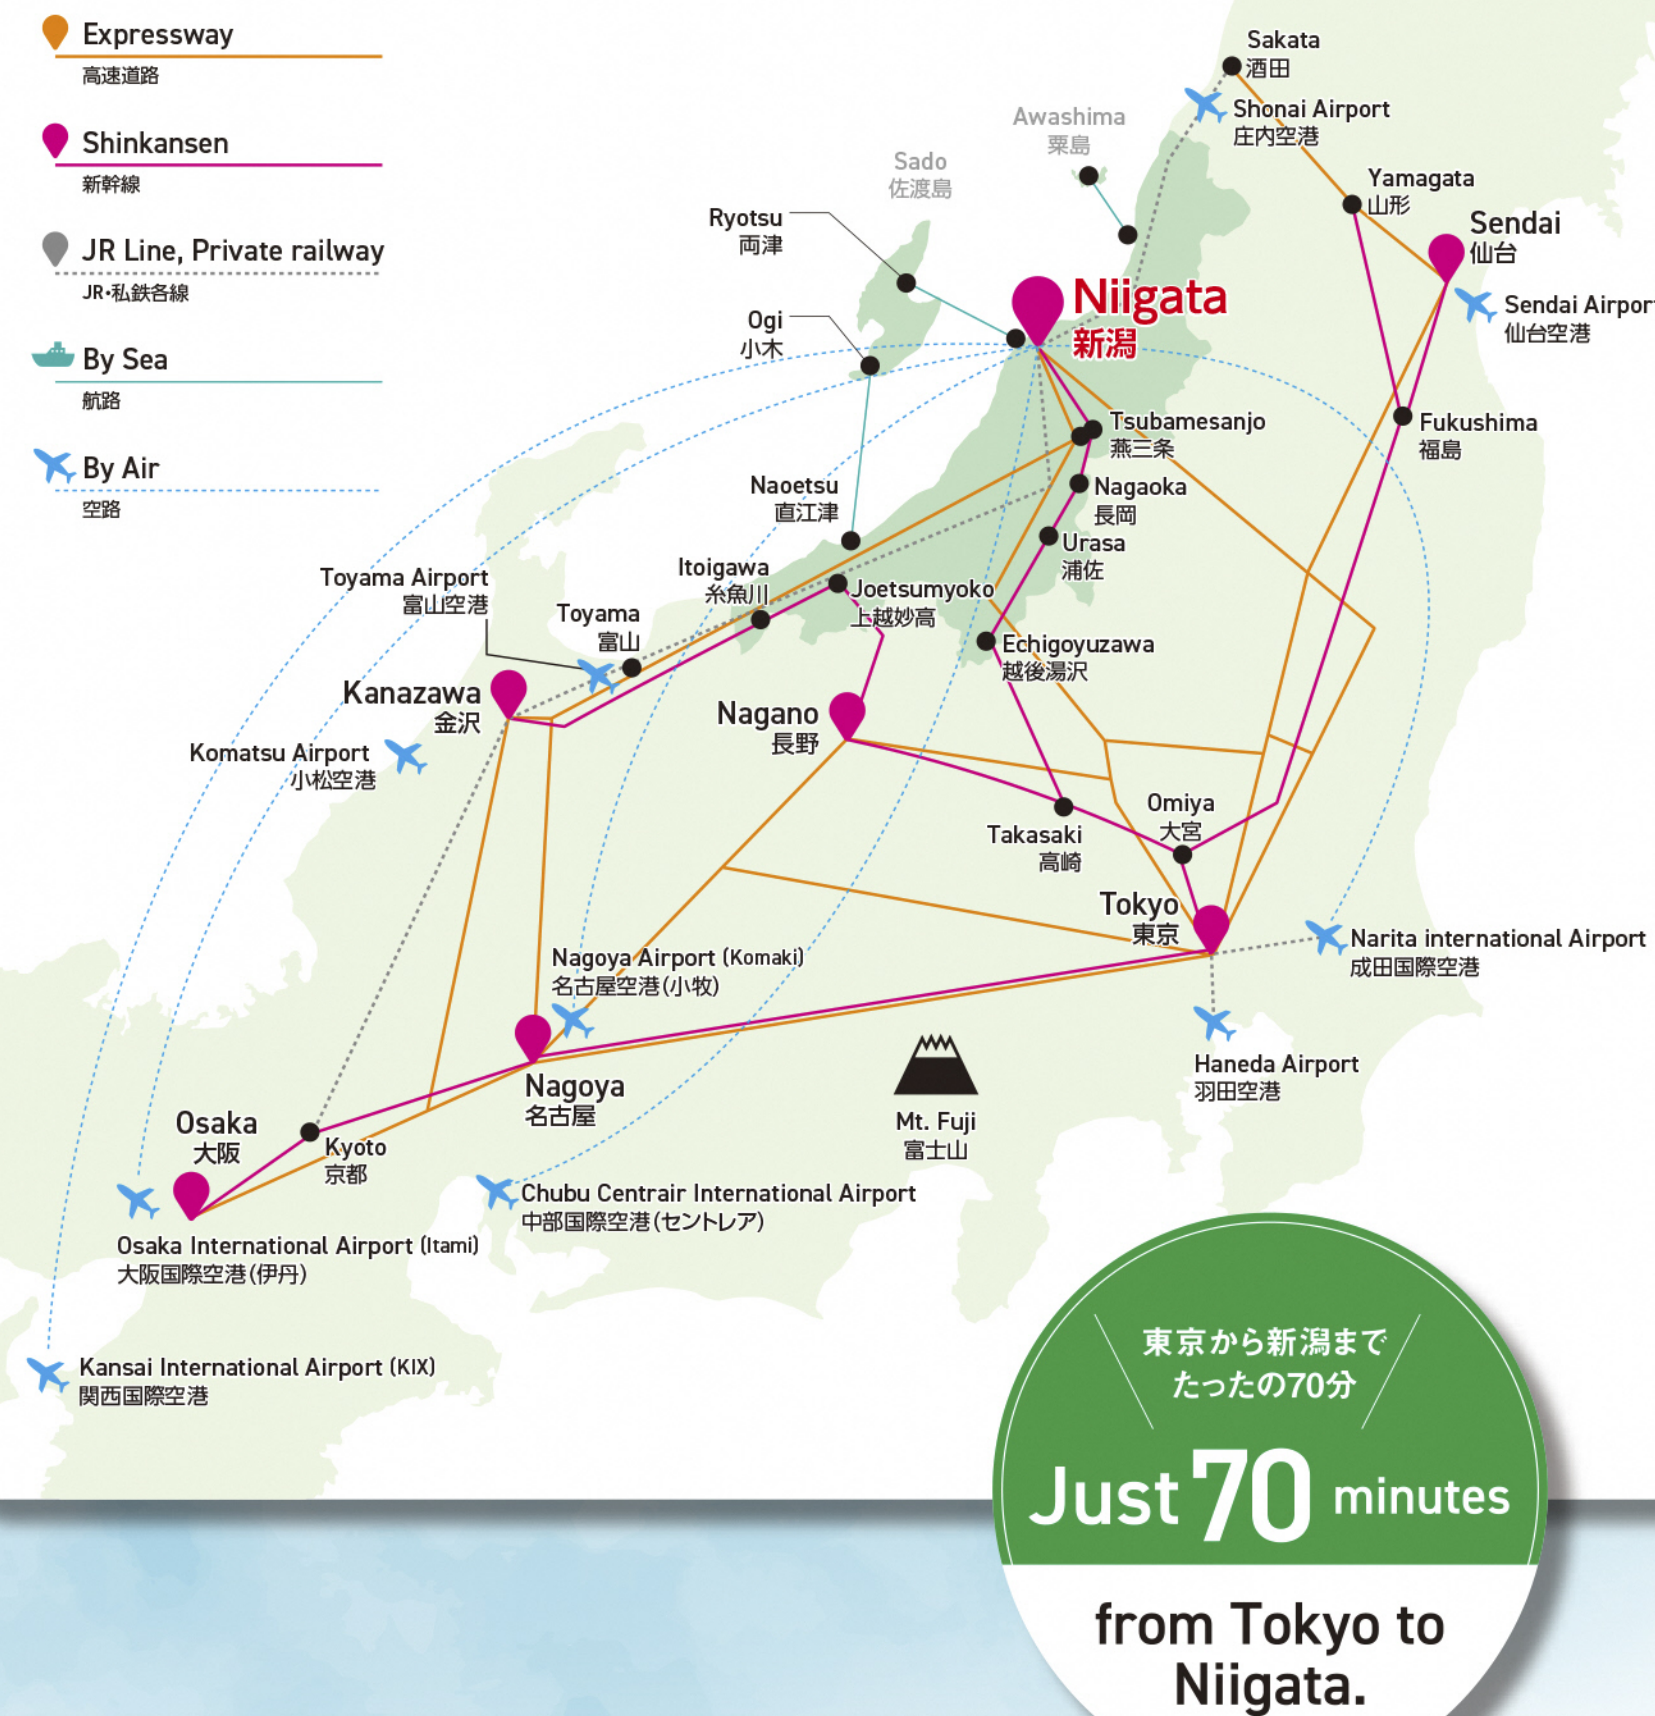 Expressway
高速道路
Shinkansen
新幹線
JR Line, Private railway
JR・私鉄各線
By Sea
航路
By Air
空路
Sakata
酒田
Shonai Airport
庄内空港
Awashima
粟島
Sado
佐渡島
Yamagata
山形
Ryotsu
両津
Sendai
仙台
Niigata
新潟
Sendai Airpor
仙台空港
Ogi
小木
Tsubamesanjo
燕三条
Fukushima
福島
Naoetsu
直江津
Nagaoka
長岡
Urasa
浦佐
Itoigawa
糸魚川
Toyama Airport
富山空港
Joetsumyoko
上越妙高
Toyama
富山
Echigoyuzawa
越後湯沢
Kanazawa
金沢
Nagano
長野
Komatsu Airport
小松空港
Omiya
大宮
Takasaki
高崎
Tokyo
東京
Narita international Airport
成田国際空港
Nagoya Airport (Komaki)
名古屋空港(小牧)
Haneda Airport
羽田空港
Nagoya
名古屋
Mt. Fuji
富士山
Osaka
大阪
Kyoto
京都
Chubu Centrair International Airport
中部国際空港(セントレア)
Osaka International Airport (Itami)
大阪国際空港(伊丹)
Kansai International Airport (KIX)
関西国際空港
東京から新潟まで
たったの70分
Just 70 minutes
from Tokyo to
Niigata.